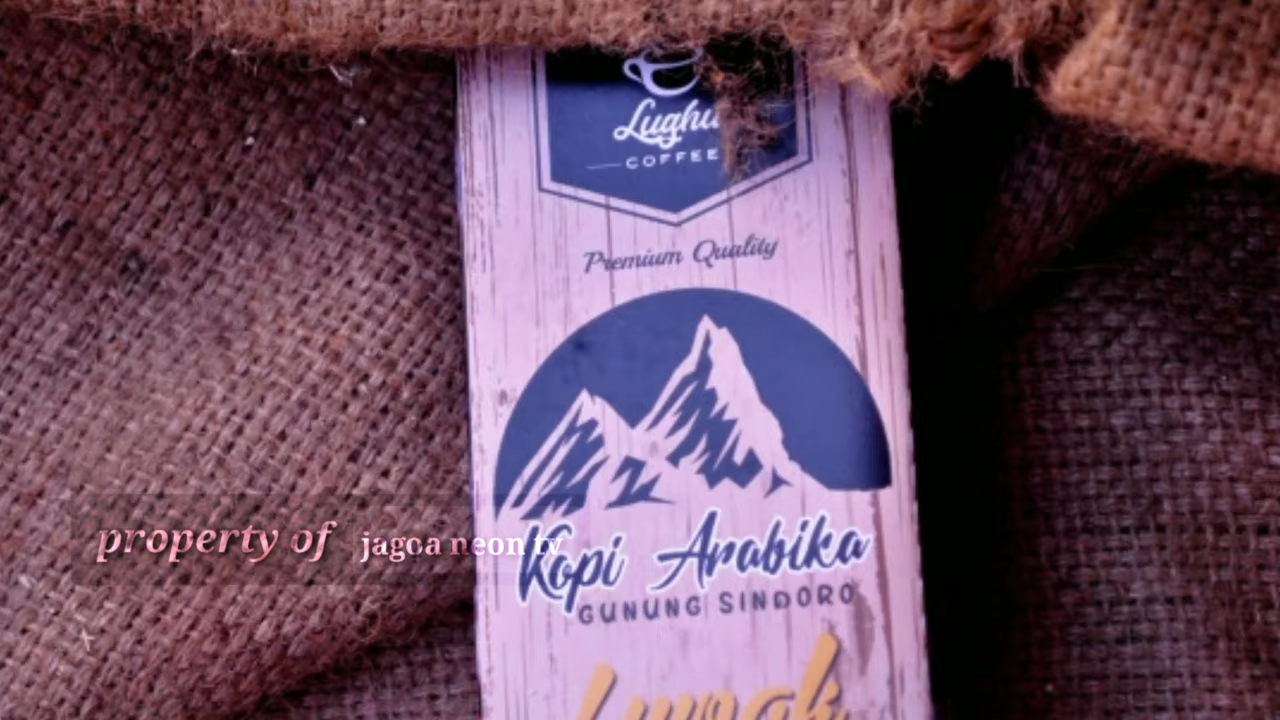 COFFEE
Premium Quality
property of jagoa neon tv
Kopi Arabika
GUNUNG SINDORO